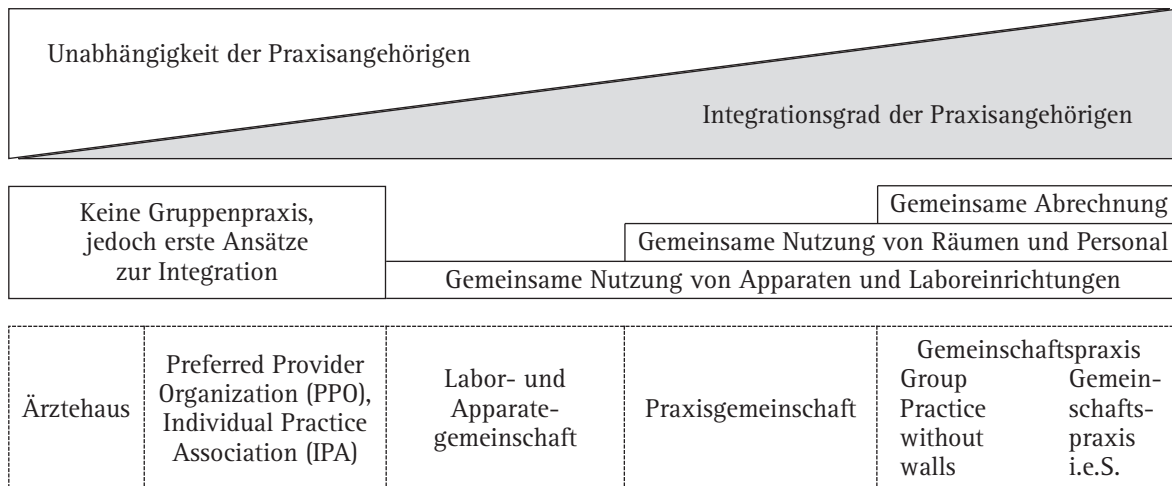 Unabhängigkeit der Praxisangehörigen
Integrationsgrad der Praxisangehörigen
Keine Gruppenpraxis,
jedoch erste Ansätze
zur Integration
Gemeinsame Abrechnung
Gemeinsame Nutzung von Räumen und Personal
Gemeinsame Nutzung von Apparaten und Laboreinrichtungen
Ärztehaus
Preferred Provider
Organization (PPO),
Individual Practice
Association (IPA)
Labor- und
Apparate-
gemeinschaft
Praxisgemeinschaft
Gemeinschaftspraxis
Group
Practice
without
walls
Gemein-
schafts-
praxis
i.e.S.